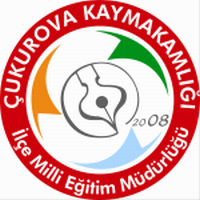 ÇUKUROVA KAYMAKAMLIĞI
2008
İlçe Milli Eğitim Müdürlüğü